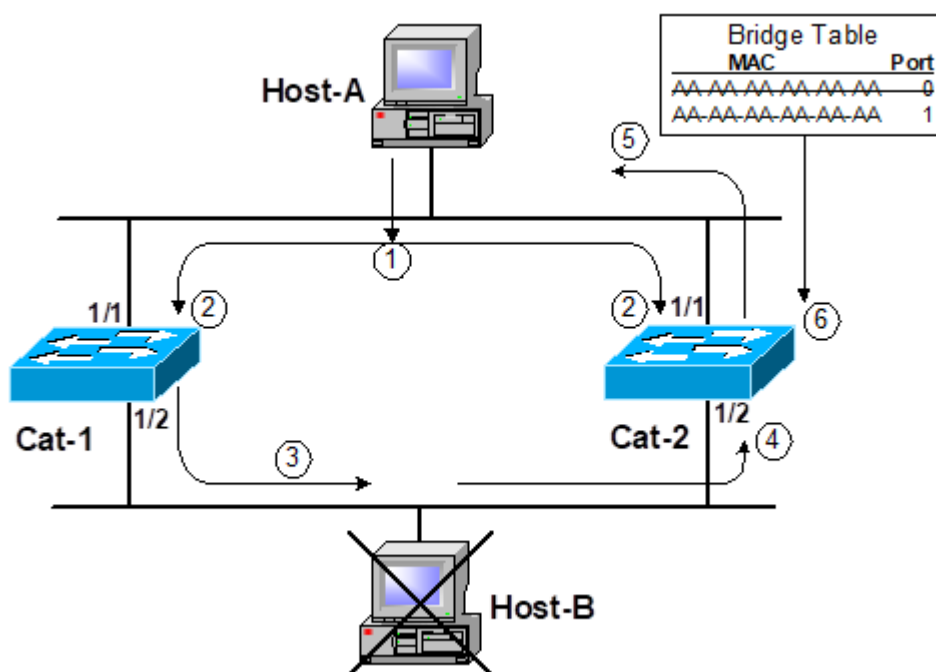 Bridge Table
MAC Port
AA-AA-AA-AA-AA-AA 0
AA-AA-AA-AA-AA-AA 1
Host-A
5
1
2
2
6
1/1
1/1
1/2
1/2
Cat-1
Cat-2
3
4
Host-B